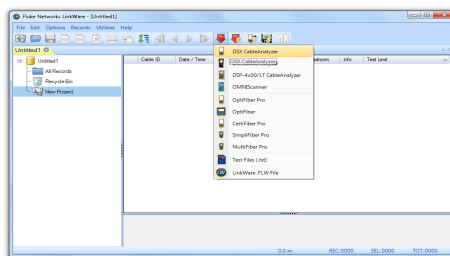 Fluke Networks LinkWare - [Untitled1]
File Edit Options Records Utilities Help
Untitled1
Untitled1
All Records
Recycle Bin
New Project
Cable ID Date / Time: Info Test Limit
DSX CableAnalyzer
DSX CableAnalyzer
DSP-4x00/LT CableAnalyzer
OMNIScanner
OptiFiber Pro
OptiFiber
CertiFiber Pro
SimpliFiber Pro
MultiFiber Pro
Test Files (.txt)
LinkWare .FLW File
0.0 m REC:0000 SEL:0000 TOT:0000